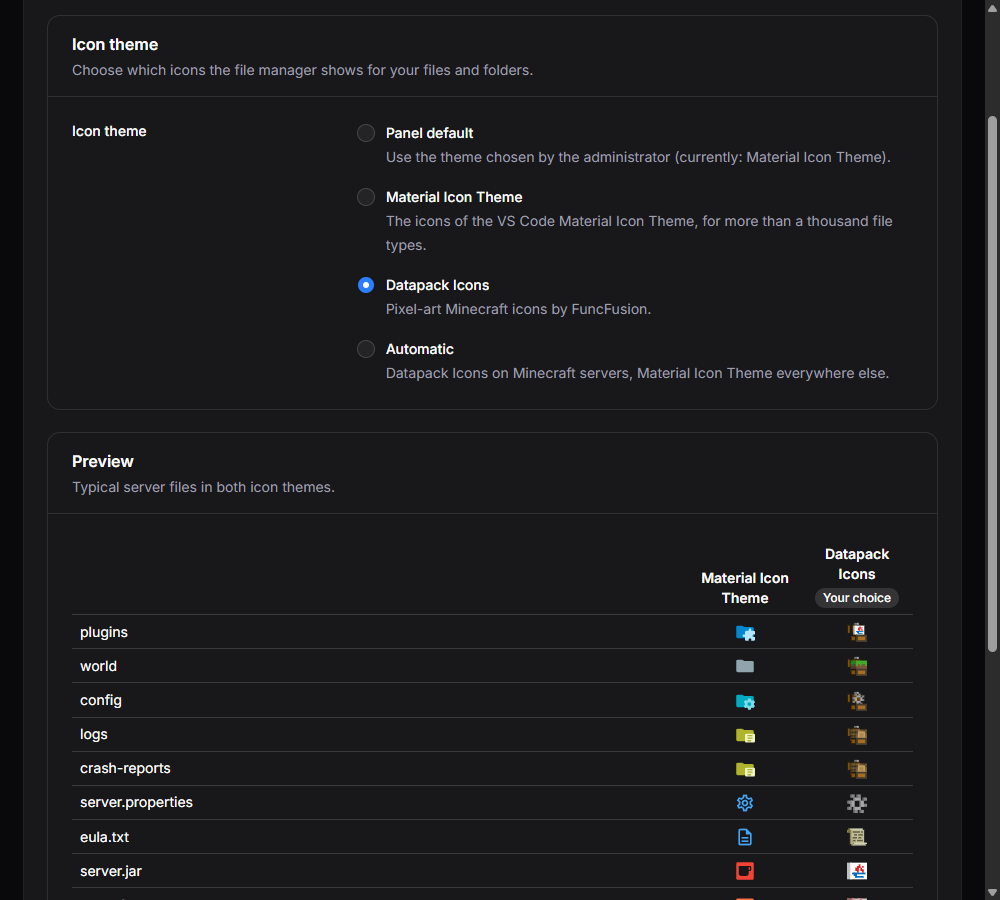 Icon theme
Choose which icons the file manager shows for your files and folders.
Icon theme
Panel default
Use the theme chosen by the administrator (currently: Material Icon Theme).
Material Icon Theme
The icons of the VS Code Material Icon Theme, for more than a thousand file
types.
Datapack Icons
Pixel-art Minecraft icons by FuncFusion.
Automatic
Datapack Icons on Minecraft servers, Material Icon Theme everywhere else.
Preview
Typical server files in both icon themes.
Material Icon
Theme
Datapack
Icons
Your choice
plugins
world
config
logs
crash-reports
server.properties
eula.txt
server.jar